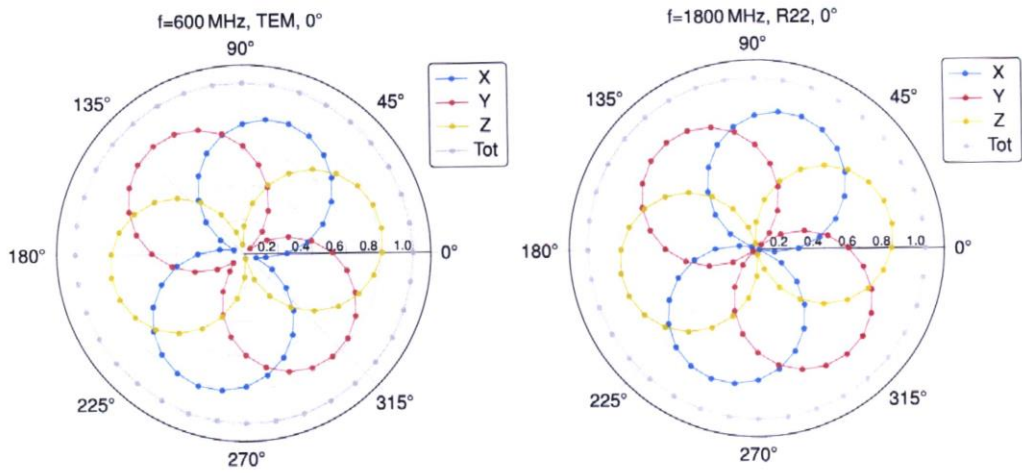 f=600 MHz, TEM, 0°
90°
135°
45°
X
Y
Z
Tot
180°
0.2 0.4 0.6 0.8 1.0
0°
225°
315°
270°
f=1800 MHz, R22, 0°
90°
135°
45°
X
Y
Z
Tot
180°
0.2 0.4 0.6 0.8 1.0
0°
225°
315°
270°